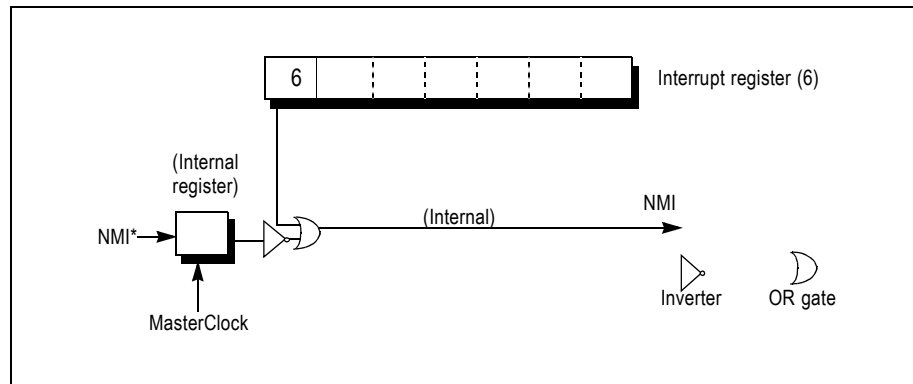 6
Interrupt register (6)
(Internal
register)
NMI*
(Internal)
NMI
MasterClock
Inverter
OR gate